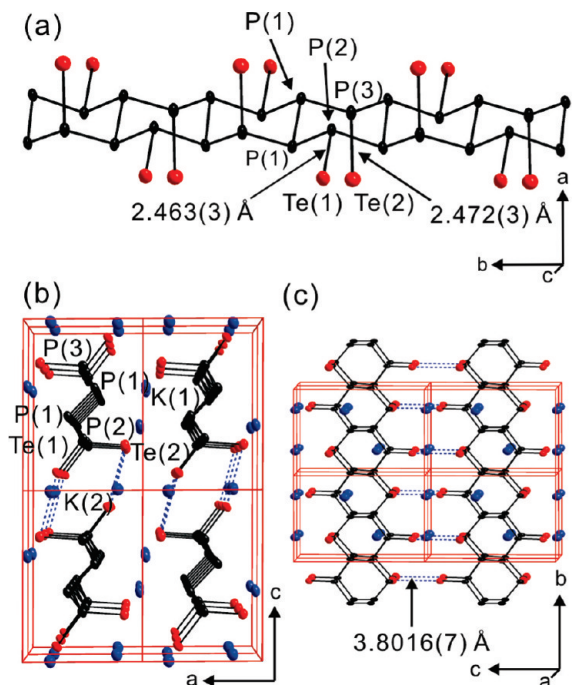 (a)
P(1)
P(2)
P(3)
P(1)
2.463(3) Å
Te(1)
Te(2)
2.472(3) Å
a
b
c
(b)
P(3)
P(1)
K(1)
P(1)
P(2)
Te(1)
Te(2)
K(2)
c
a
(c)
3.8016(7) Å
b
c
a